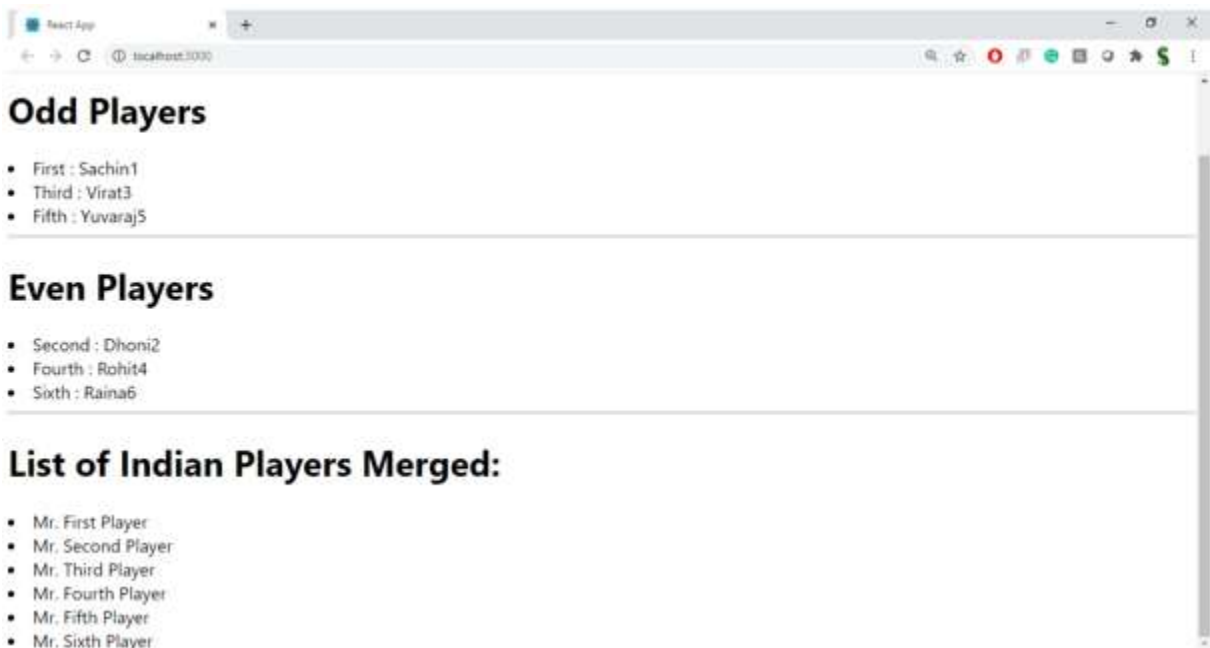 React App
localhost:3000
Odd Players
First : Sachin1
Third : Virat3
Fifth : Yuvaraj5
Even Players
Second : Dhoni2
Fourth : Rohit4
Sixth : Raina6
List of Indian Players Merged:
Mr. First Player
Mr. Second Player
Mr. Third Player
Mr. Fourth Player
Mr. Fifth Player
Mr. Sixth Player